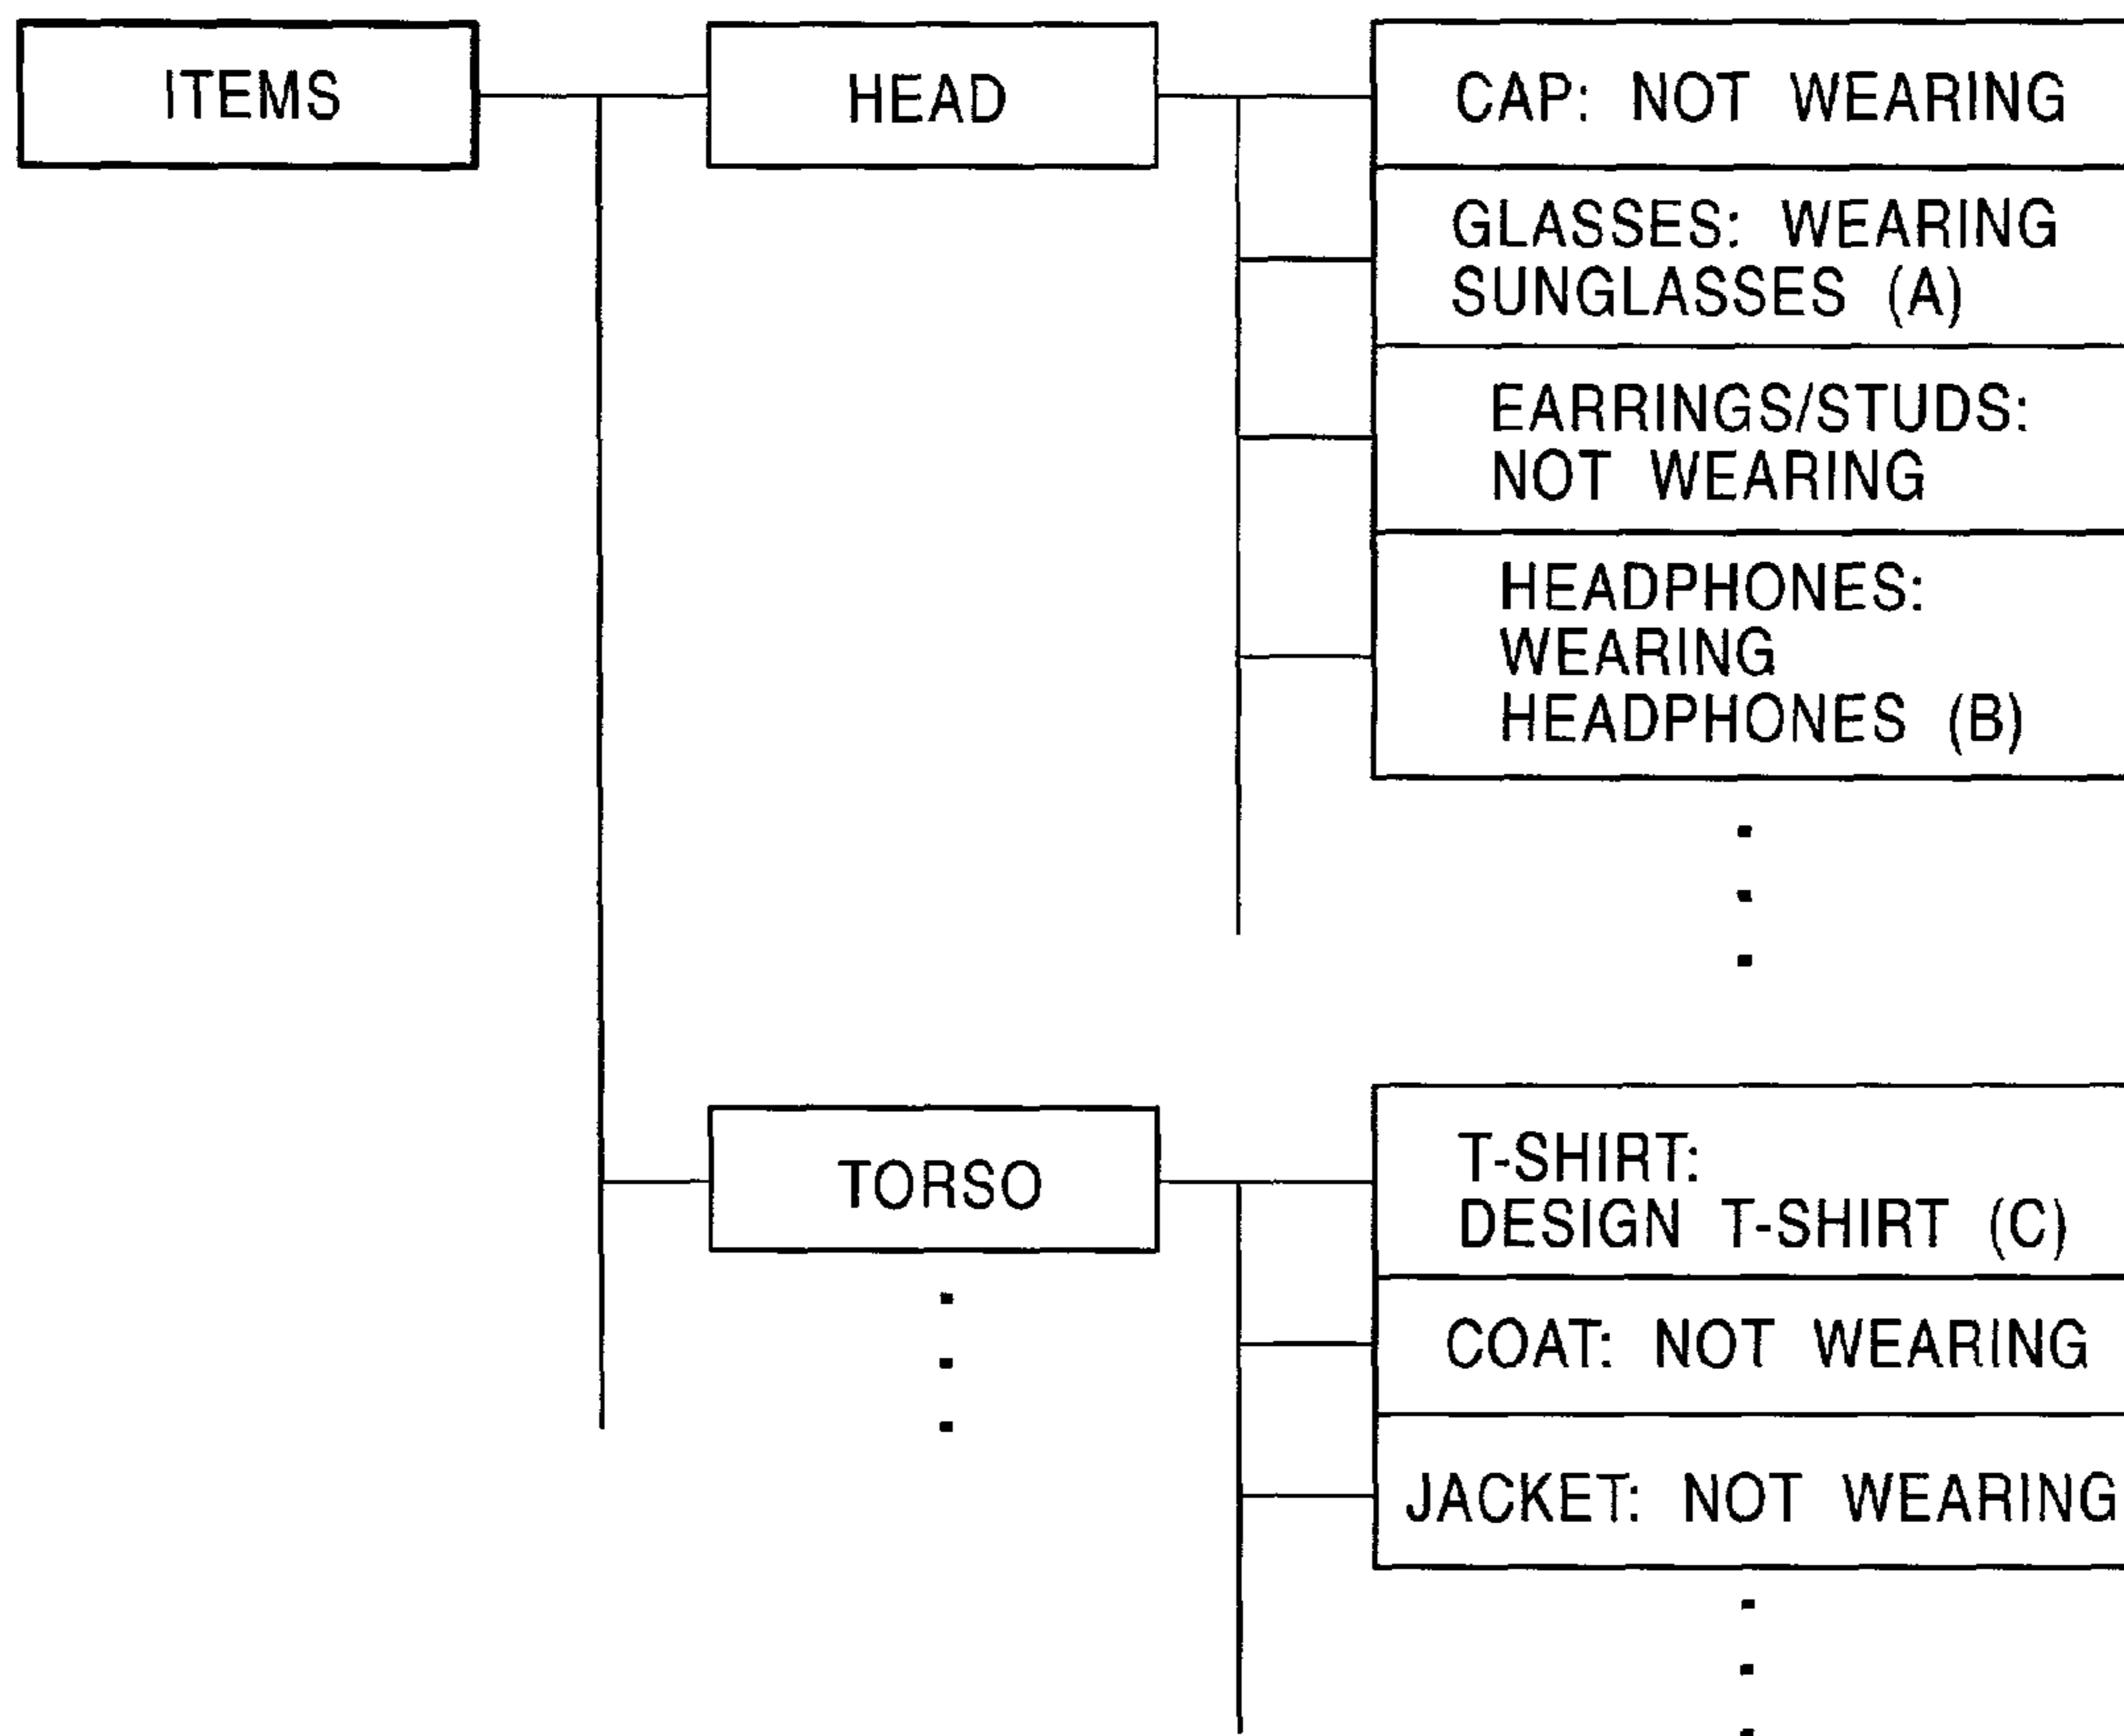 ITEMS
HEAD
CAP: NOT WEARING
GLASSES: WEARING
SUNGLASSES (A)
EARRINGS/STUDS:
NOT WEARING
HEADPHONES:
WEARING
HEADPHONES (B)
TORSO
T-SHIRT:
DESIGN T-SHIRT (C)
COAT: NOT WEARING
JACKET: NOT WEARING